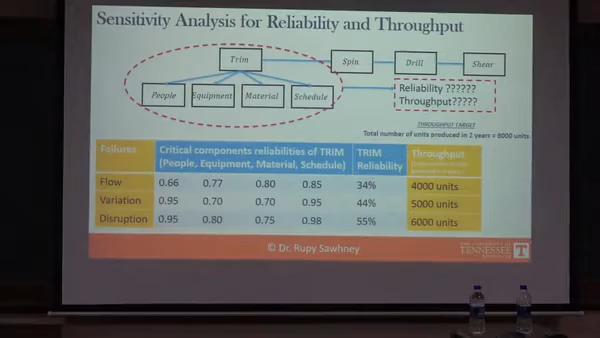 Sensitivity Analysis for Reliability and Throughput
Trim Spin Drill Shear
People Equipment Material Schedule
Reliability ??????
Throughput?????
THROUGHPUT TARGET
Total number of units produced in 2 years = 8000 units
Failures Critical components reliabilities of TRIM TRIM Throughput
(People, Equipment, Material, Schedule) Reliability
Flow 0.66 0.77 0.80 0.85 34% 4000 units
Variation 0.95 0.70 0.70 0.95 44% 5000 units
Disruption 0.95 0.80 0.75 0.98 55% 6000 units
© Dr. Rupy Sawhney
TENNESSEE
T